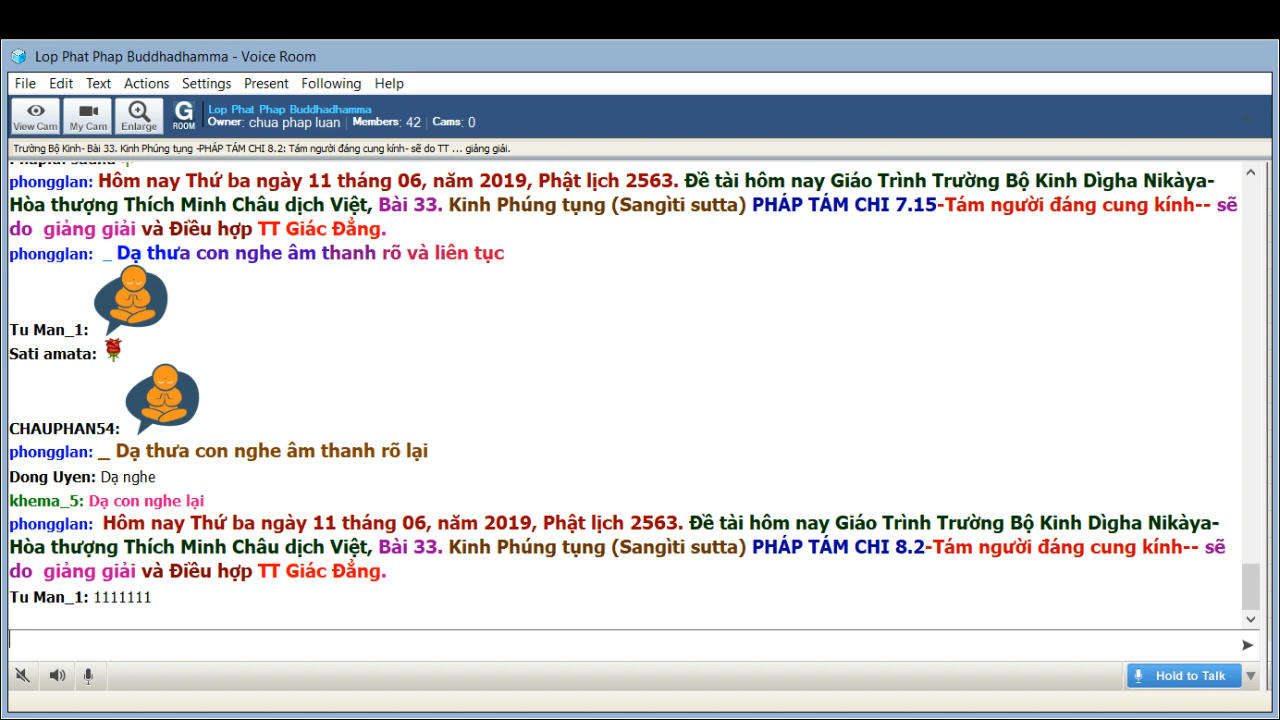 Lop Phat Phap Buddhadhamma - Voice Room
File Edit Text Actions Settings Present Following Help
View Cam My Cam Enlarge G ROOM
Lop Phat Phap Buddhadhamma
Owner: chua phap luan | Members: 42 | Cams: 0
Trường Bộ Kinh- Bài 33. Kinh Phúng tụng -PHÁP TÁM CHI 8.2: Tám người đáng cung kính- sẽ do TT ... giảng giải.
phongglan: Hôm nay Thứ ba ngày 11 tháng 06, năm 2019, Phật lịch 2563. Đề tài hôm nay Giáo Trình Trường Bộ Kinh Dìgha Nikàya-
Hòa thượng Thích Minh Châu dịch Việt, Bài 33. Kinh Phúng tụng (Sangìti sutta) PHÁP TÁM CHI 7.15-Tám người đáng cung kính-- sẽ
do giảng giải và Điều hợp TT Giác Đẳng.
phongglan: _ Dạ thưa con nghe âm thanh rõ và liên tục
Tu Man_1:
Sati amata:
CHAUPHAN54:
phongglan: _ Dạ thưa con nghe âm thanh rõ lại
Dong Uyen: Dạ nghe
khema_5: Dạ con nghe lại
phongglan: Hôm nay Thứ ba ngày 11 tháng 06, năm 2019, Phật lịch 2563. Đề tài hôm nay Giáo Trình Trường Bộ Kinh Dìgha Nikàya-
Hòa thượng Thích Minh Châu dịch Việt, Bài 33. Kinh Phúng tụng (Sangìti sutta) PHÁP TÁM CHI 8.2-Tám người đáng cung kính-- sẽ
do giảng giải và Điều hợp TT Giác Đẳng.
Tu Man_1: 1111111
Hold to Talk